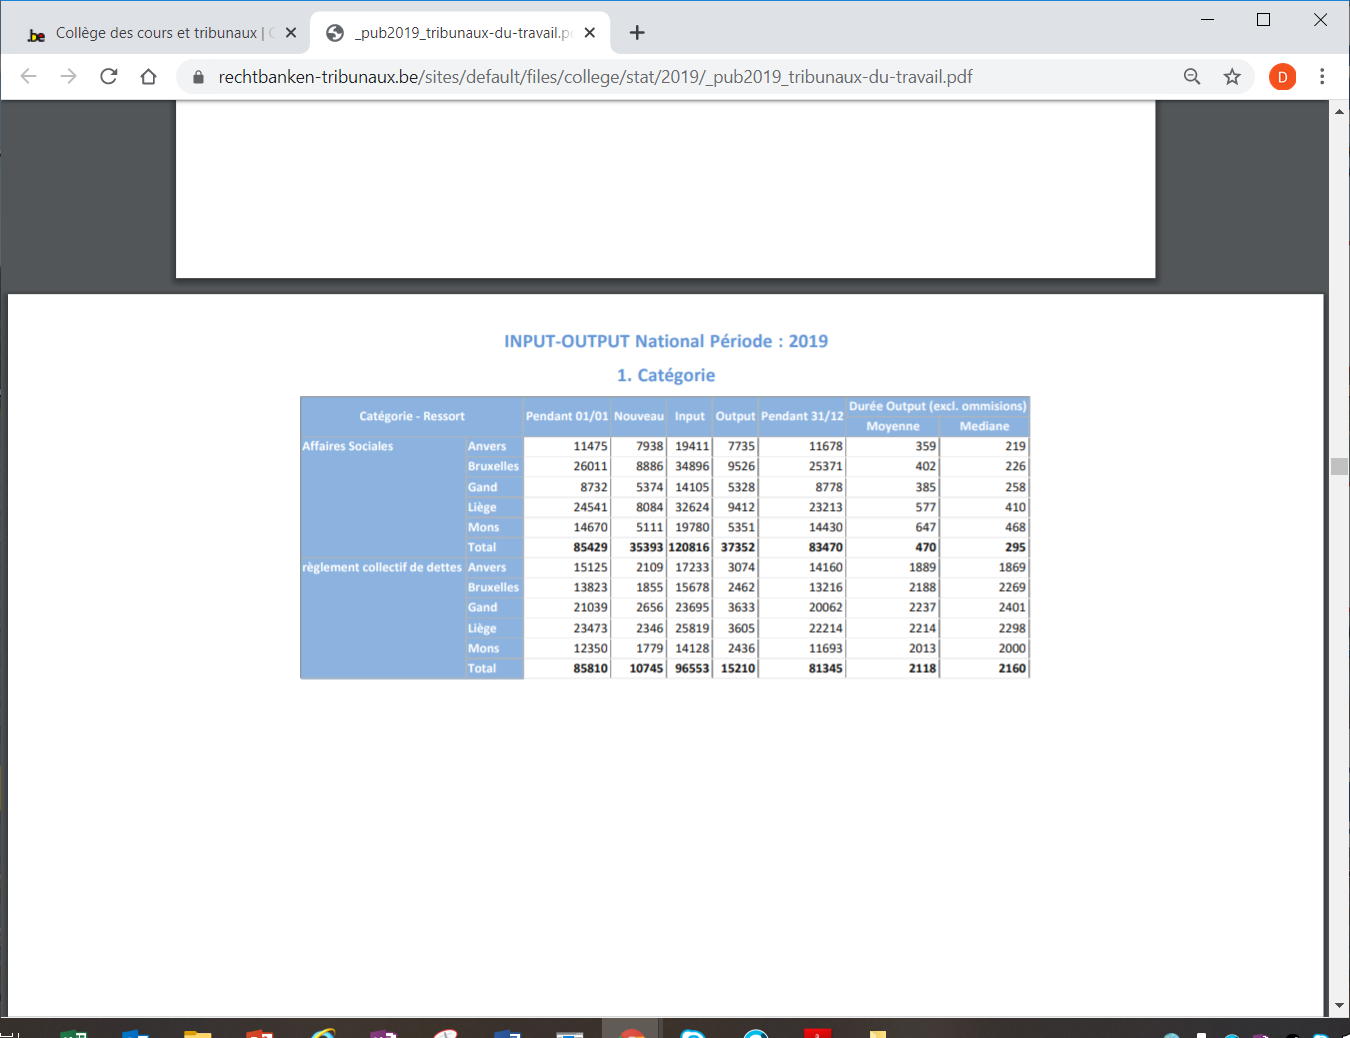 .be Collège des cours et tribunaux | _pub2019_tribunaux-du-travail.p
rechtbanken-tribunaux.be/sites/default/files/college/stat/2019/_pub2019_tribunaux-du-travail.pdf D
INPUT-OUTPUT National Période : 2019
1. Catégorie
Catégorie - Ressort Pendant 01/01 Nouveau Input Output Pendant 31/12 Durée Output (excl. ommisions)
Moyenne Mediane
Affaires Sociales Anvers 11475 7938 19411 7735 11678 359 219
Bruxelles 26011 8886 34896 9526 25371 402 226
Gand 8732 5374 14105 5328 8778 385 258
Liège 24541 8084 32624 9412 23213 577 410
Mons 14670 5111 19780 5351 14430 647 468
Total 85429 35393 120816 37352 83470 470 295
règlement collectif de dettes Anvers 15125 2109 17233 3074 14160 1889 1869
Bruxelles 13823 1855 15678 2462 13216 2188 2269
Gand 21039 2656 23695 3633 20062 2237 2401
Liège 23473 2346 25819 3605 22214 2214 2298
Mons 12350 1779 14128 2436 11693 2013 2000
Total 85810 10745 96553 15210 81345 2118 2160